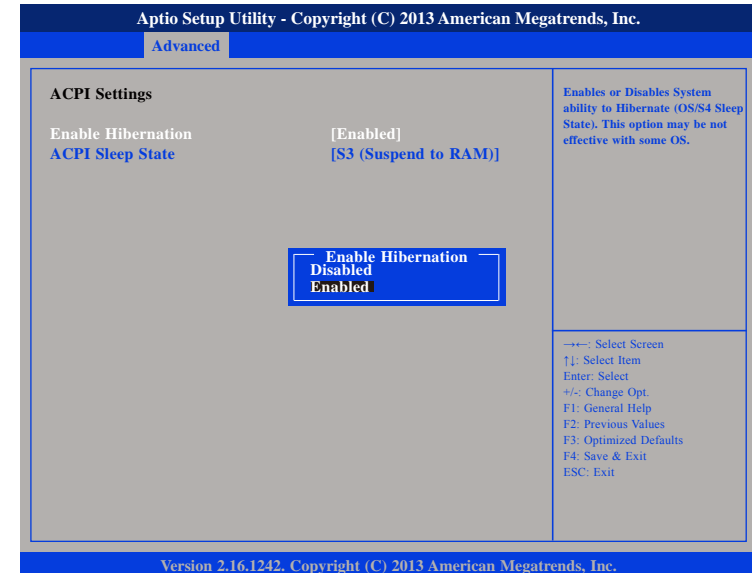 Aptio Setup Utility - Copyright (C) 2013 American Megatrends, Inc.
Advanced
ACPI Settings
Enable Hibernation [Enabled]
ACPI Sleep State [S3 (Suspend to RAM)]
Enable Hibernation
Disabled
Enabled
Enables or Disables System
ability to Hibernate (OS/S4 Sleep
State). This option may be not
effective with some OS.
→←: Select Screen
↑↓: Select Item
Enter: Select
+/-: Change Opt.
F1: General Help
F2: Previous Values
F3: Optimized Defaults
F4: Save & Exit
ESC: Exit
Version 2.16.1242. Copyright (C) 2013 American Megatrends, Inc.